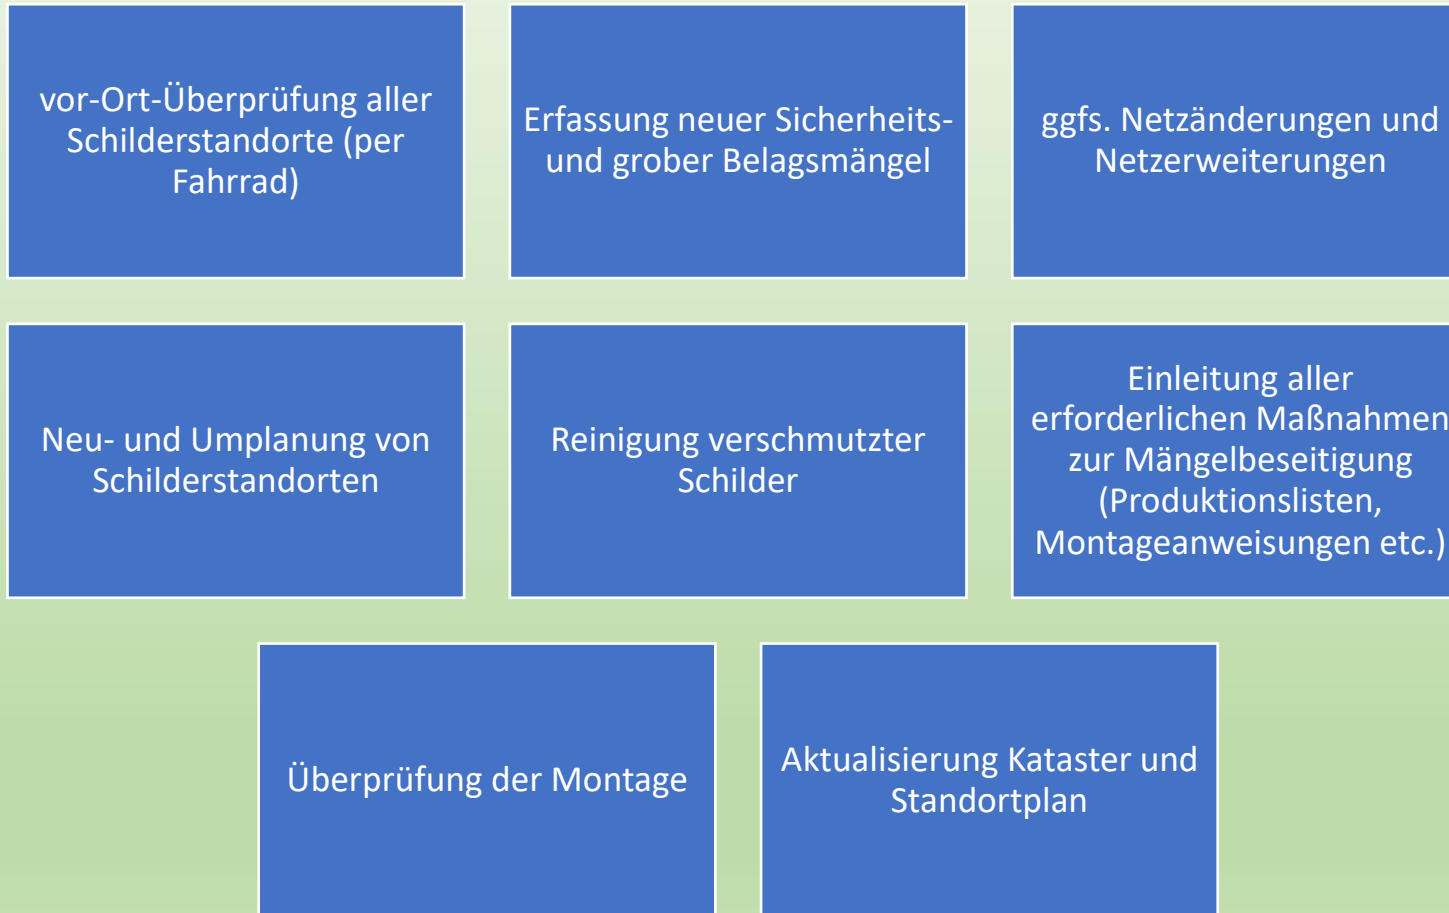 vor-Ort-Überprüfung aller
Schilderstandorte (per
Fahrrad)
Erfassung neuer Sicherheits-
und grober Belagsmängel
ggfs. Netzänderungen und
Netzerweiterungen
Neu- und Umplanung von
Schilderstandorten
Reinigung verschmutzter
Schilder
Einleitung aller
erforderlichen Maßnahmen
zur Mängelbeseitigung
(Produktionslisten,
Montageanweisungen etc.)
Überprüfung der Montage
Aktualisierung Kataster und
Standortplan